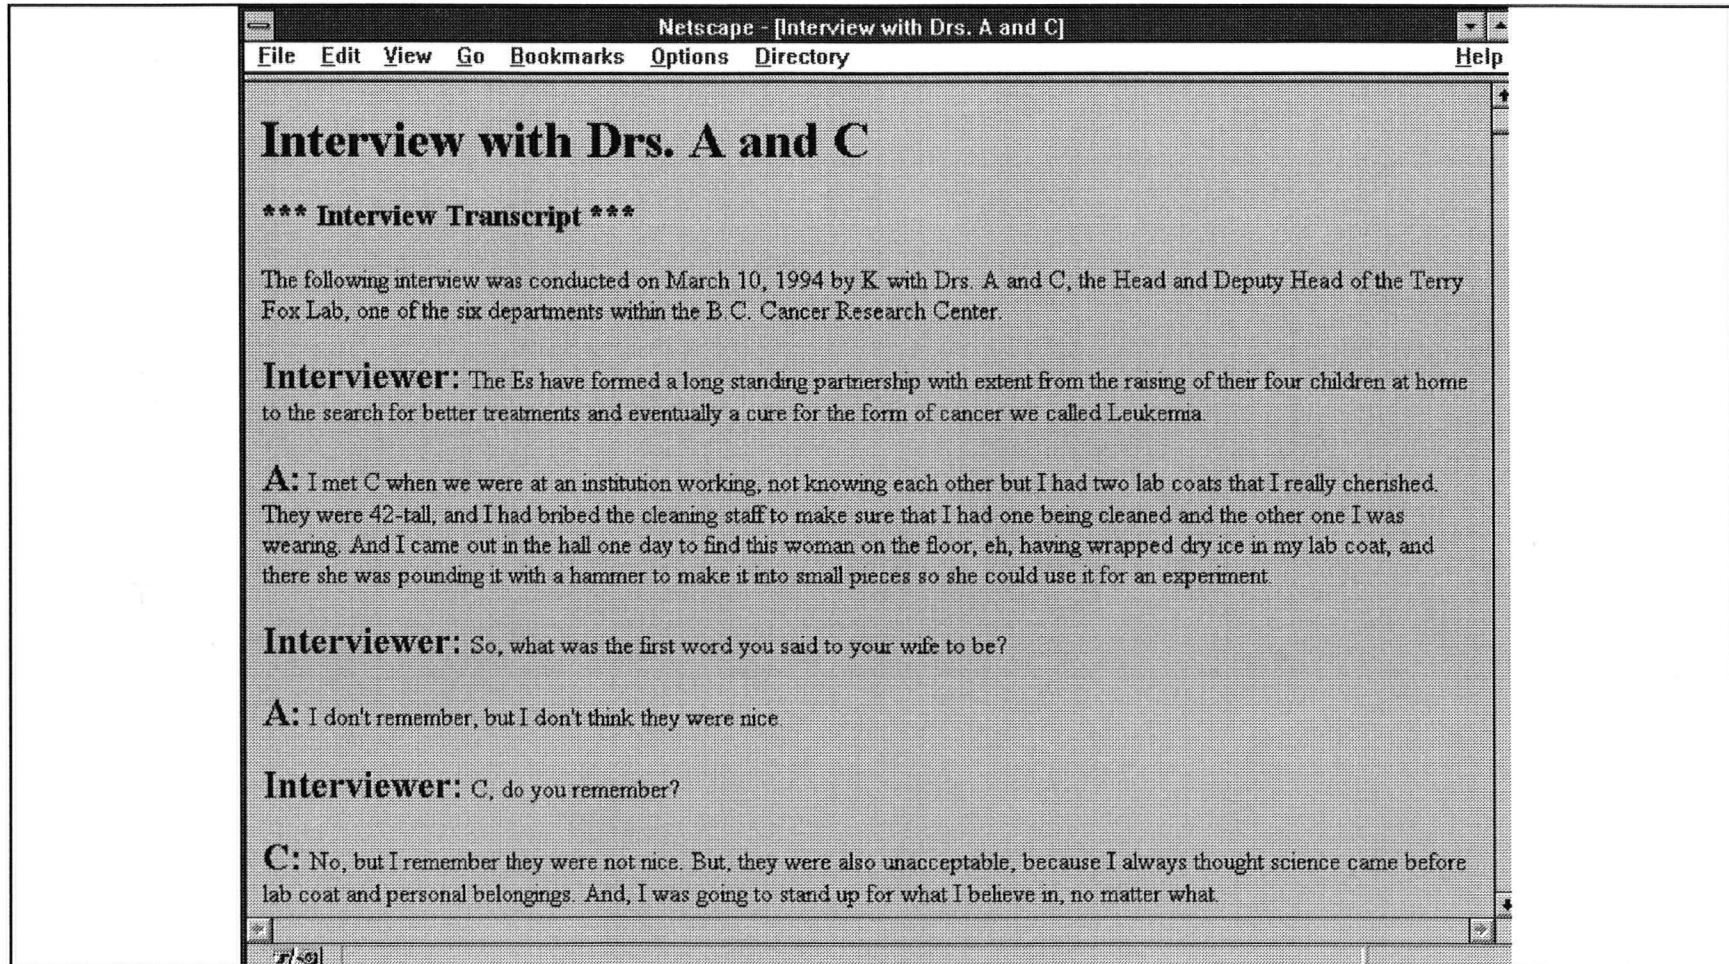 Netscape - [Interview with Drs. A and C]
File Edit View Go Bookmarks Options Directory Help
Interview with Drs. A and C
*** Interview Transcript ***
The following interview was conducted on March 10, 1994 by K with Drs. A and C, the Head and Deputy Head of the Terry
Fox Lab, one of the six departments within the B.C. Cancer Research Center.
Interviewer: The Es have formed a long standing partnership with extent from the raising of their four children at home
to the search for better treatments and eventually a cure for the form of cancer we called Leukemia.
A: I met C when we were at an institution working, not knowing each other but I had two lab coats that I really cherished.
They were 42-tall, and I had bribed the cleaning staff to make sure that I had one being cleaned and the other one I was
wearing. And I came out in the hall one day to find this woman on the floor, eh, having wrapped dry ice in my lab coat, and
there she was pounding it with a hammer to make it into small pieces so she could use it for an experiment.
Interviewer: So, what was the first word you said to your wife to be?
A: I don't remember, but I don't think they were nice.
Interviewer: C, do you remember?
C: No, but I remember they were not nice. But, they were also unacceptable, because I always thought science came before
lab coat and personal belongings. And, I was going to stand up for what I believe in, no matter what.